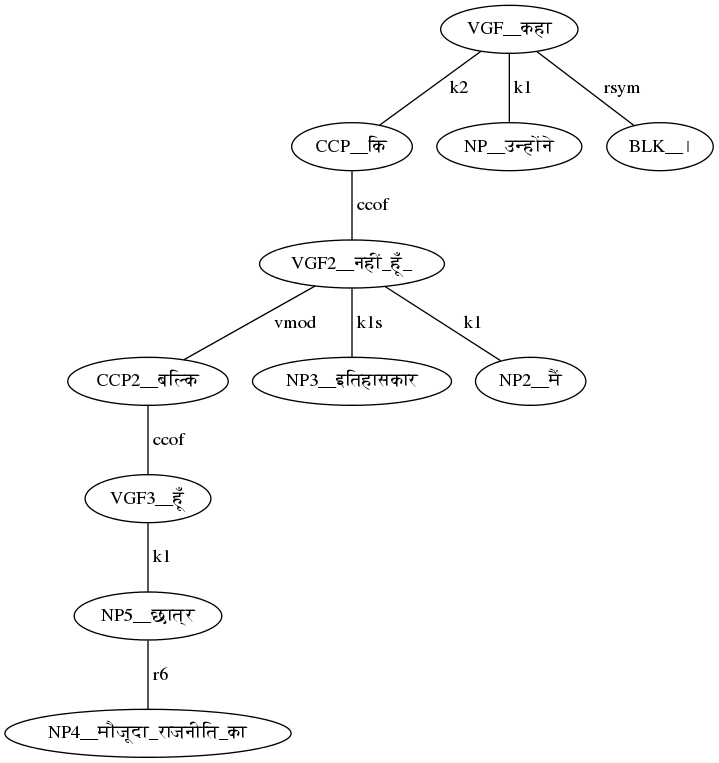 VGF__कहा
k2 k1 rsym
CCP__कि NP__उन्होंने BLK__।
ccof
VGF2__नहीं_हूँ_
vmod k1s k1
CCP2__बल्कि NP3__इतिहासकार NP2__मैं
ccof
VGF3__हूँ
k1
NP5__छात्र
r6
NP4__मौजूदा_राजनीति_का